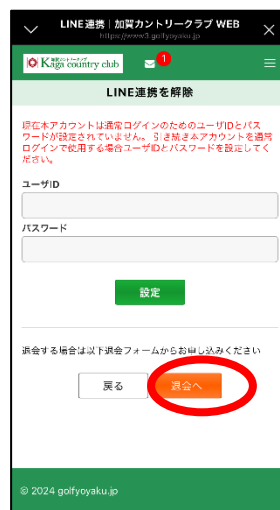 LINE連携｜加賀カントリークラブ WEB
https://www3.golfyoyaku.jp
Kaga country club
1
LINE連携を解除
現在本アカウントは通常ログインのためのユーザIDとパス
ワードが設定されていません。引き続き本アカウントを通常
ログインで使用する場合ユーザIDとパスワードを設定してく
ださい。
ユーザID
パスワード
設定
退会する場合は以下退会フォームからお申し込みください
戻る
退会へ
© 2024 golfyoyaku.jp